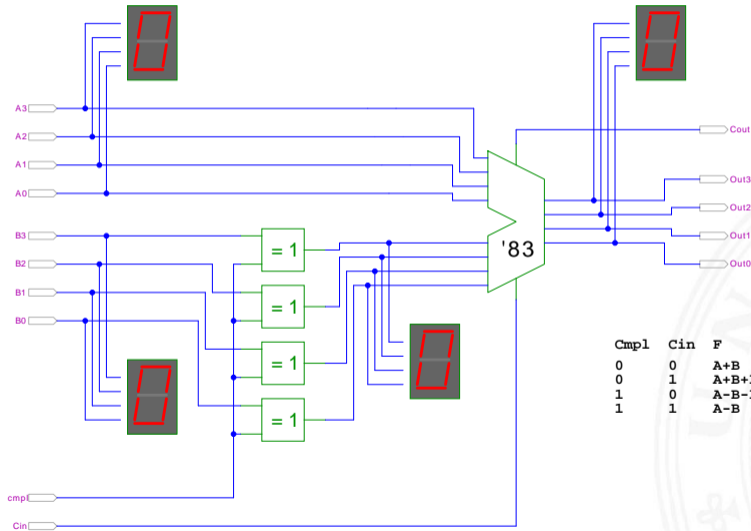 A3
A2
A1
A0
B3
B2
B1
B0
cmpl
Cin
= 1
= 1
= 1
= 1
'83
Cout
Out3
Out2
Out1
Out0
Cmpl Cin F
0 0 A+B
0 1 A+B+
1 0 A-B-
1 1 A-B